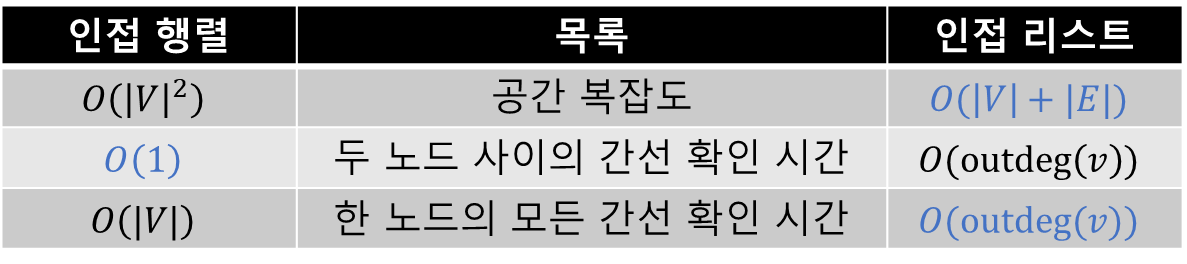 인접 행렬 목록 인접 리스트
O(|V|²) 공간 복잡도 O(|V| + |E|)
O(1) 두 노드 사이의 간선 확인 시간 O(outdeg(v))
O(|V|) 한 노드의 모든 간선 확인 시간 O(outdeg(v))